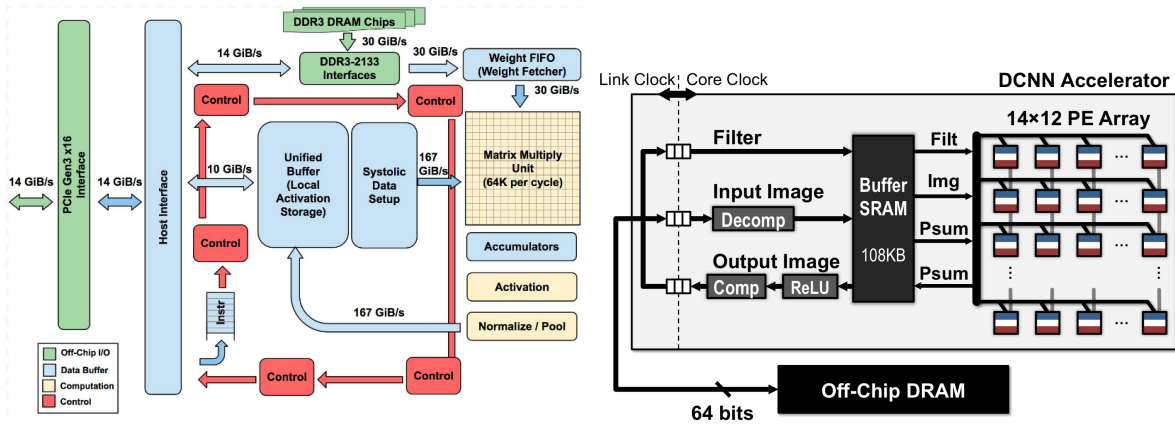 DDR3 DRAM Chips
30 GiB/s
14 GiB/s
DDR3-2133
Interfaces
30 GiB/s
Weight FIFO
(Weight Fetcher)
30 GiB/s
Control
Control
14 GiB/s
PCIe Gen3 x16
Interface
14 GiB/s
Host Interface
10 GiB/s
Unified
Buffer
(Local
Activation
Storage)
Systolic
Data
Setup
167
GiB/s
Matrix Multiply
Unit
(64K per cycle)
Control
Accumulators
Activation
Normalize / Pool
167 GiB/s
Instr
Control
Control
Off-Chip I/O
Data Buffer
Computation
Control
Link Clock
Core Clock
DCNN Accelerator
14×12 PE Array
Filter
Input Image
Decomp
Output Image
Comp
ReLU
Buffer
SRAM
108KB
Filt
Img
Psum
Psum
...
...
...
...
...
...
64 bits
Off-Chip DRAM